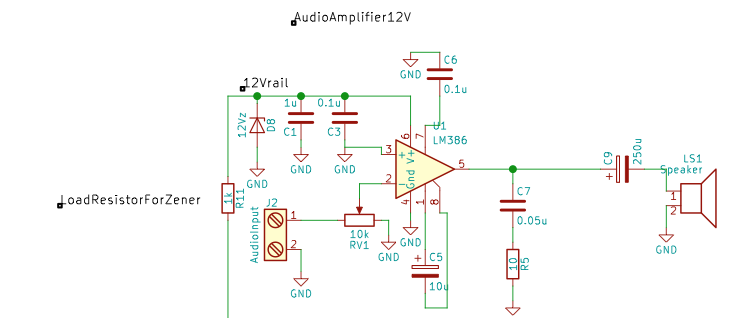 AudioAmplifier12V
C6
GND
0.1u
12Vrail
1u
0.1u
12Vz
D8
C1
C3
GND
GND
GND
U1
LM386
6
7
3
+
V+
5
2
-
Gnd
4
1
8
C9
250u
+
LS1
Speaker
1
2
GND
LoadResistorForZener
1k
R11
J2
AudioInput
1
2
10k
RV1
GND
GND
GND
C5
+
10u
C7
0.05u
10
R5